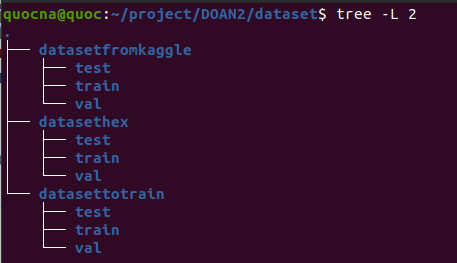 quocna@quoc:~/project/DOAN2/dataset$ tree -L 2
.
├── datasetfromkaggle
│   ├── test
│   ├── train
│   └── val
├── datasethex
│   ├── test
│   ├── train
│   └── val
└── datasettotrain
    ├── test
    ├── train
    └── val